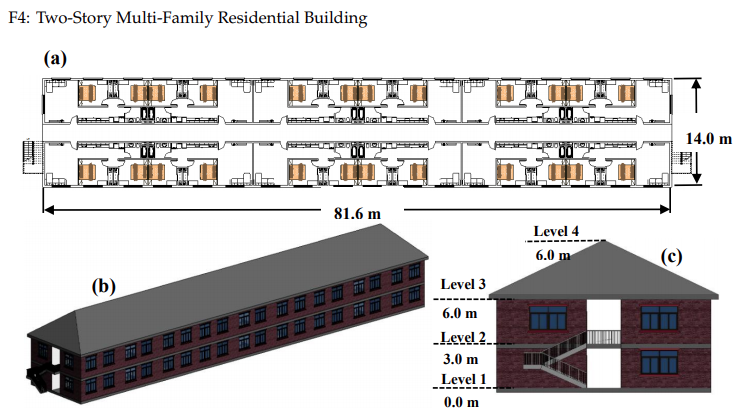 F4: Two-Story Multi-Family Residential Building
(a)
14.0 m
81.6 m
(b)
(c)
Level 4
6.0 m
Level 3
6.0 m
Level 2
3.0 m
Level 1
0.0 m